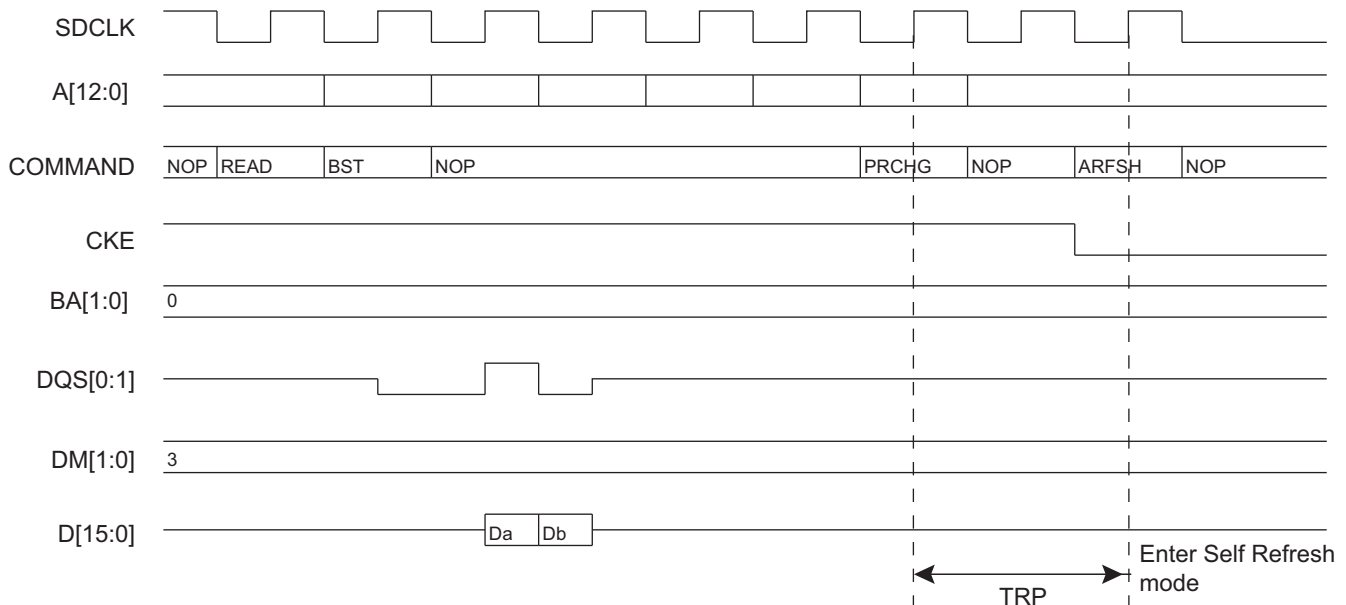 SDCLK
A[12:0]
COMMAND NOP READ BST NOP PRCHG NOP ARFSH NOP
CKE
BA[1:0] 0
DQS[0:1]
DM[1:0] 3
D[15:0] Da Db
Enter Self Refresh
mode
TRP